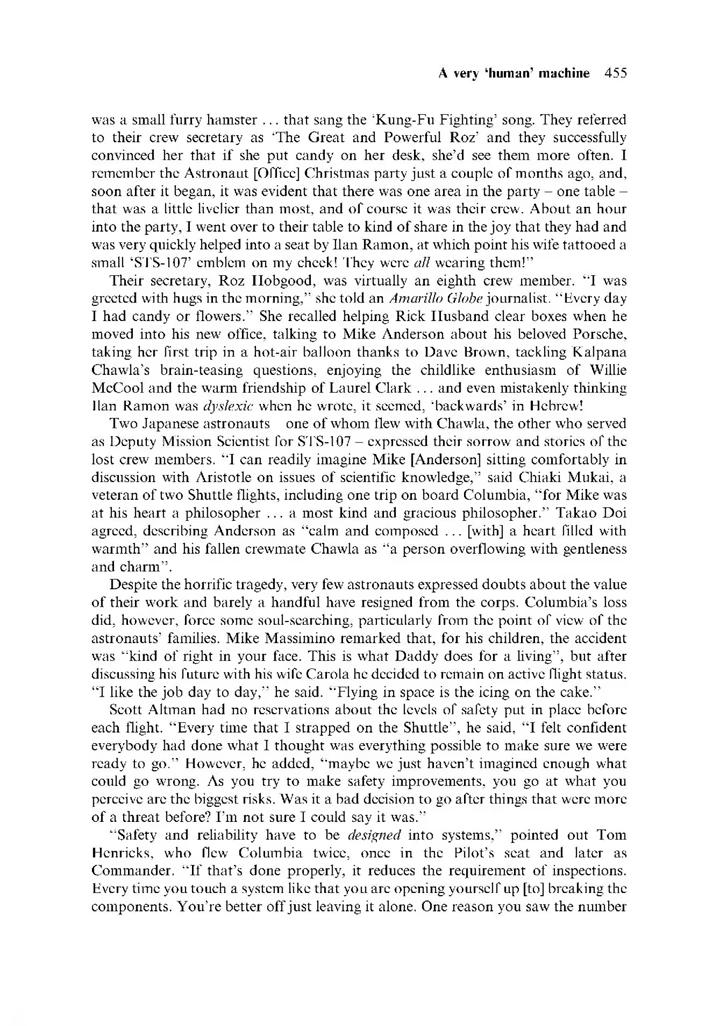 A very ‘human’ machine 455
was a small furry hamster ... that sang the ‘Kung-Fu Fighting’ song. They referred
to their crew secretary as ‘The Great and Powerful Roz’ and they successfully
convinced her that if she put candy on her desk, she’d see them more often. I
remember the Astronaut [Office] Christmas party just a couple of months ago, and,
soon after it began, it was evident that there was one area in the party – one table –
that was a little livelier than most, and of course it was their crew. About an hour
into the party, I went over to their table to kind of share in the joy that they had and
was very quickly helped into a seat by Ilan Ramon, at which point his wife tattooed a
small ‘STS-107’ emblem on my cheek! They were all wearing them!”
Their secretary, Roz Hobgood, was virtually an eighth crew member. “I was
greeted with hugs in the morning,” she told an Amarillo Globe journalist. “Every day
I had candy or flowers.” She recalled helping Rick Husband clear boxes when he
moved into his new office, talking to Mike Anderson about his beloved Porsche,
taking her first trip in a hot-air balloon thanks to Dave Brown, tackling Kalpana
Chawla’s brain-teasing questions, enjoying the childlike enthusiasm of Willie
McCool and the warm friendship of Laurel Clark ... and even mistakenly thinking
Ilan Ramon was dyslexic when he wrote, it seemed, ‘backwards’ in Hebrew!
Two Japanese astronauts – one of whom flew with Chawla, the other who served
as Deputy Mission Scientist for STS-107 – expressed their sorrow and stories of the
lost crew members. “I can readily imagine Mike [Anderson] sitting comfortably in
discussion with Aristotle on issues of scientific knowledge,” said Chiaki Mukai, a
veteran of two Shuttle flights, including one trip on board Columbia, “for Mike was
at his heart a philosopher ... a most kind and gracious philosopher.” Takao Doi
agreed, describing Anderson as “calm and composed ... [with] a heart filled with
warmth” and his fallen crewmate Chawla as “a person overflowing with gentleness
and charm”.
Despite the horrific tragedy, very few astronauts expressed doubts about the value
of their work and barely a handful have resigned from the corps. Columbia’s loss
did, however, force some soul-searching, particularly from the point of view of the
astronauts’ families. Mike Massimino remarked that, for his children, the accident
was “kind of right in your face. This is what Daddy does for a living”, but after
discussing his future with his wife Carola he decided to remain on active flight status.
“I like the job day to day,” he said. “Flying in space is the icing on the cake.”
Scott Altman had no reservations about the levels of safety put in place before
each flight. “Every time that I strapped on the Shuttle”, he said, “I felt confident
everybody had done what I thought was everything possible to make sure we were
ready to go.” However, he added, “maybe we just haven’t imagined enough what
could go wrong. As you try to make safety improvements, you go at what you
perceive are the biggest risks. Was it a bad decision to go after things that were more
of a threat before? I’m not sure I could say it was.”
“Safety and reliability have to be designed into systems,” pointed out Tom
Henricks, who flew Columbia twice, once in the Pilot’s seat and later as
Commander. “If that’s done properly, it reduces the requirement of inspections.
Every time you touch a system like that you are opening yourself up [to] breaking the
components. You’re better off just leaving it alone. One reason you saw the number